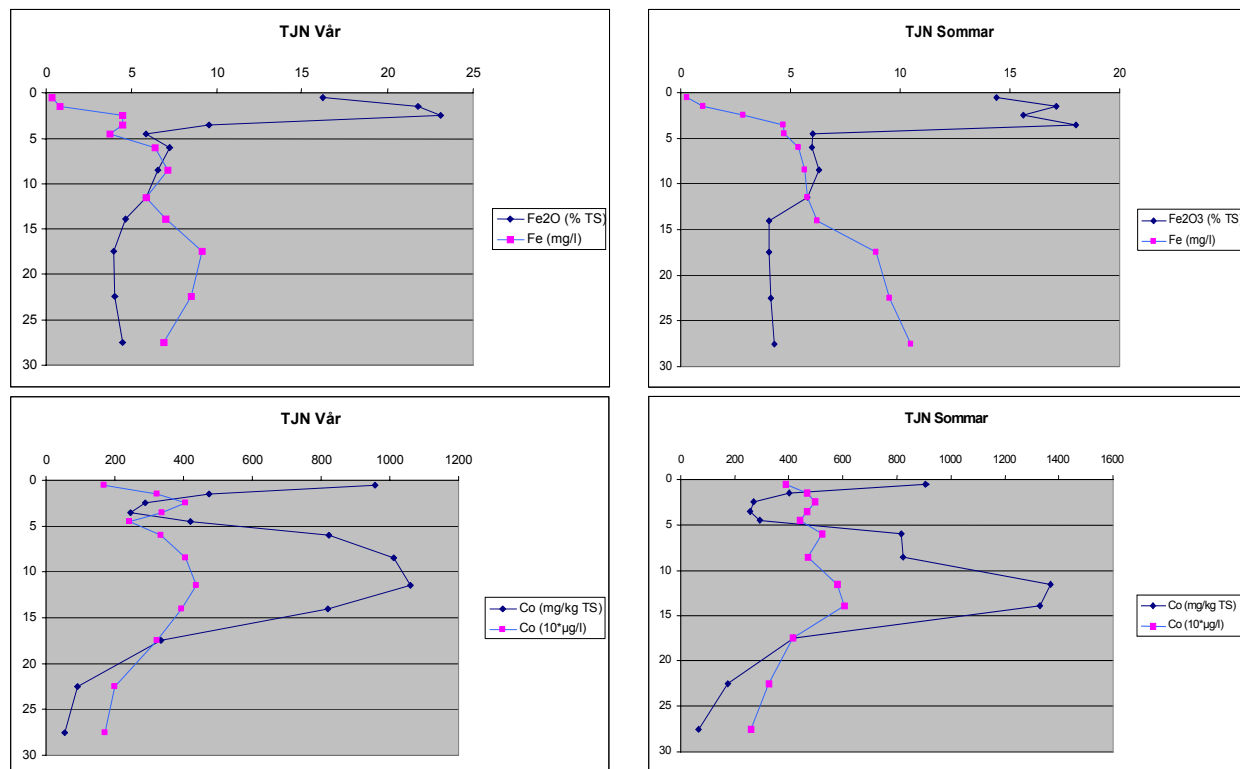 TJN Vår
0 5 10 15 20 25
0
5
10
15
20
25
30
Fe2O (% TS)
Fe (mg/l)
TJN Sommar
0 5 10 15 20
0
5
10
15
20
25
30
Fe2O3 (% TS)
Fe (mg/l)
TJN Vår
0 200 400 600 800 1000 1200
0
5
10
15
20
25
30
Co (mg/kg TS)
Co (10*µg/l)
TJN Sommar
0 200 400 600 800 1000 1200 1400 1600
0
5
10
15
20
25
30
Co (mg/kg TS)
Co (10*µg/l)